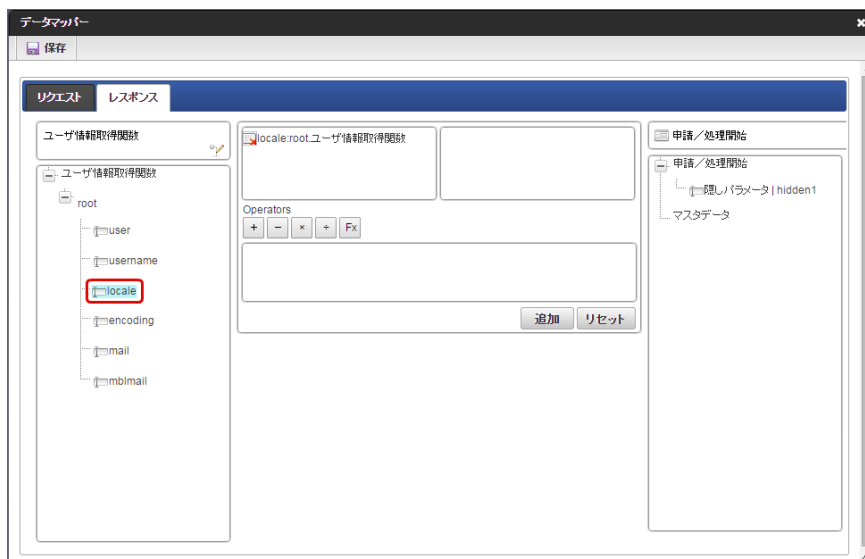 データマッパー
保存
リクエスト レスポンス
ユーザ情報取得関数
ユーザ情報取得関数
root
user
username
locale
encoding
mail
mblmail
locale:root.ユーザ情報取得関数
Operators
+ − × ÷ Fx
追加 リセット
申請／処理開始
申請／処理開始
隠しパラメータ | hidden1
マスタデータ